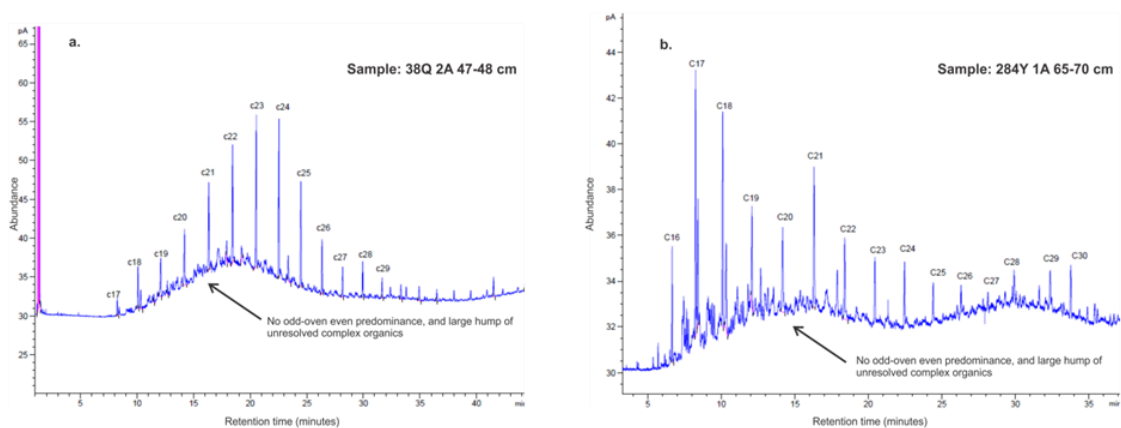 a.
Sample: 38Q 2A 47-48 cm
pA
65
60
55
50
45
40
35
30
25
Abundance
c17
c18
c19
c20
c21
c22
c23
c24
c25
c26
c27
c28
c29
No odd-oven even predominance, and large hump of
unresolved complex organics
5
10
15
20
25
30
35
40
min
Retention time (minutes)
b.
Sample: 284Y 1A 65-70 cm
pA
44
42
40
38
36
34
32
30
Abundance
C16
C17
C18
C19
C20
C21
C22
C23
C24
C25
C26
C27
C28
C29
C30
No odd-oven even predominance, and large hump of
unresolved complex organics
5
10
15
20
25
30
35
min
Retention time (minutes)